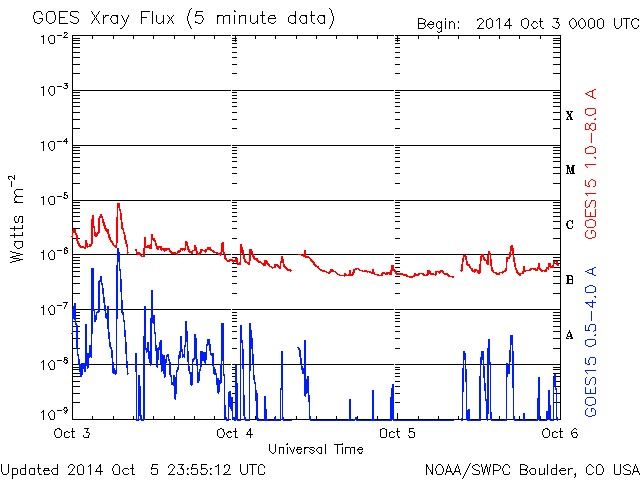 GOES Xray Flux (5 minute data)
Begin: 2014 Oct 3 0000 UTC
10-2
10-3
10-4
10-5
10-6
10-7
10-8
10-9
Watts m-2
X
M
C
B
A
GOES15 1.0-8.0 A
GOES15 0.5-4.0 A
Oct 3
Oct 4
Oct 5
Oct 6
Universal Time
Updated 2014 Oct 5 23:55:12 UTC
NOAA/SWPC Boulder, CO USA